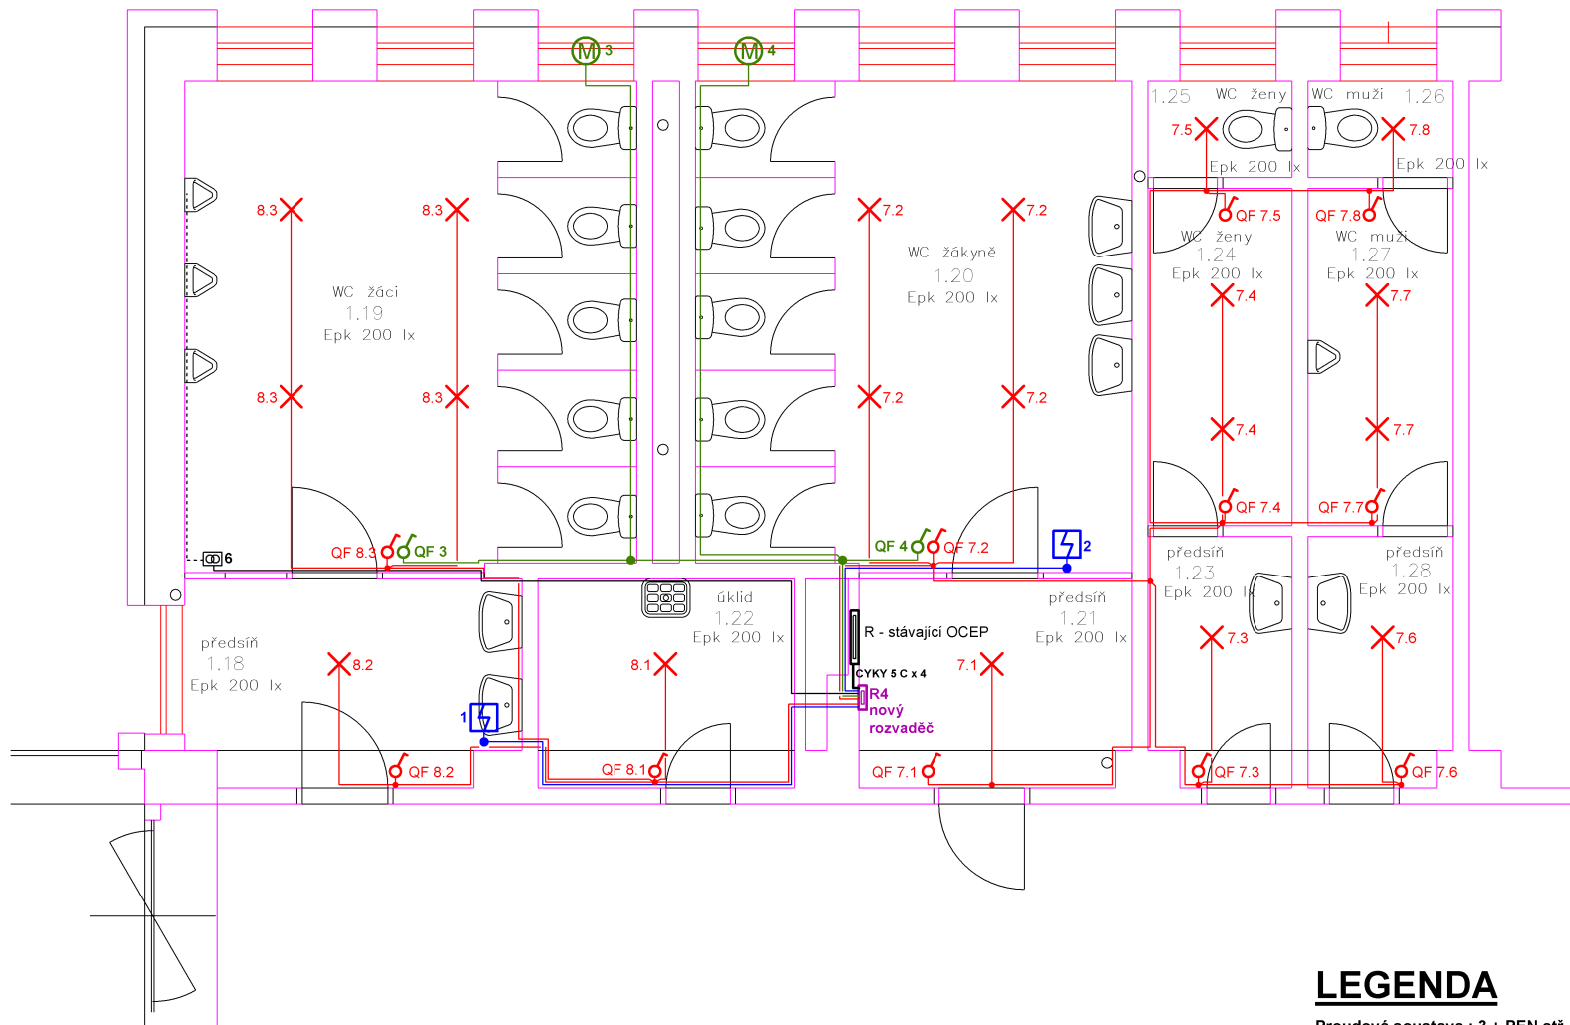 M 3
M 4
1.25 WC ženy
WC muži 1.26
7.5
7.8
Epk 200 lx
Epk 200 lx
8.3
8.3
7.2
7.2
QF 7.5
QF 7.8
WC ženy
1.24
Epk 200 lx
WC muži
1.27
Epk 200 lx
WC žákyně
1.20
Epk 200 lx
WC žáci
1.19
Epk 200 lx
7.4
7.7
8.3
8.3
7.2
7.2
7.4
7.7
QF 7.4
QF 7.7
QF 8.3
QF 3
QF 4
QF 7.2
2
6
předsíň
1.23
Epk 200 lx
předsíň
1.28
Epk 200 lx
úklid
1.22
Epk 200 lx
předsíň
1.21
Epk 200 lx
R - stávající OCEP
předsíň
1.18
Epk 200 lx
8.2
8.1
7.1
7.3
7.6
CYKY 5 C x 4
R4
nový
rozvaděč
1
QF 8.2
QF 8.1
QF 7.1
QF 7.3
QF 7.6
LEGENDA